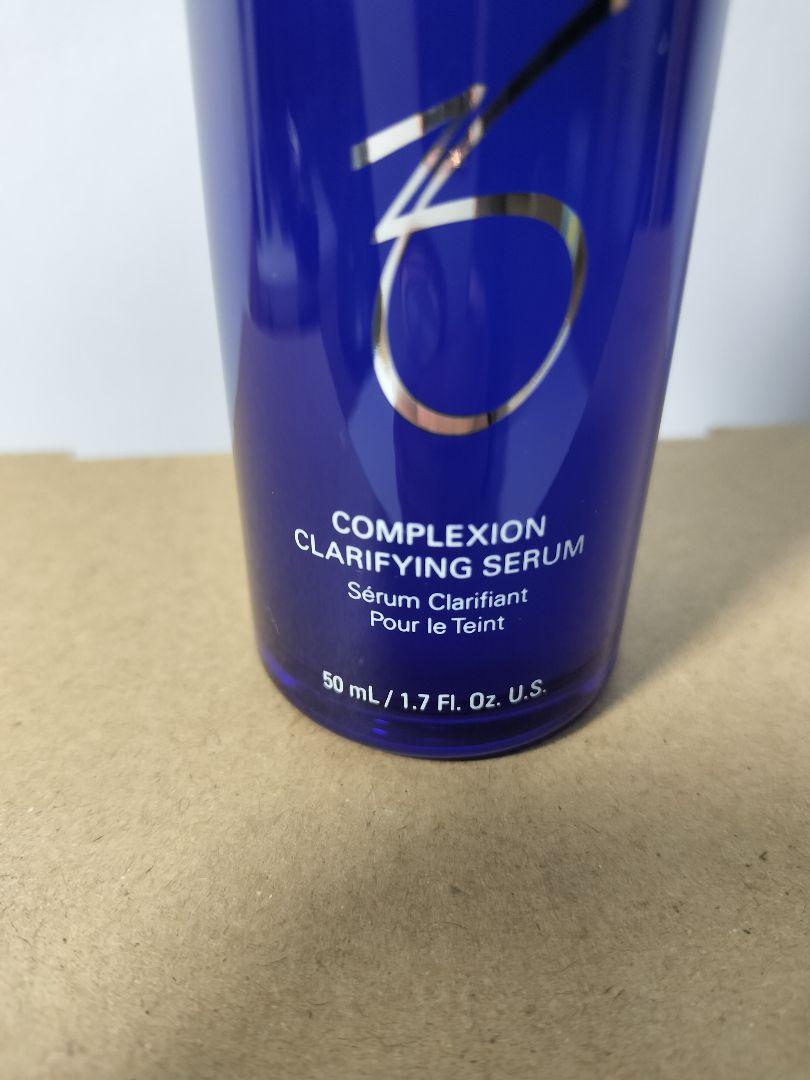 ZO
COMPLEXION
CLARIFYING SERUM
Sérum Clarifiant
Pour le Teint
50 mL / 1.7 Fl. Oz. U.S.